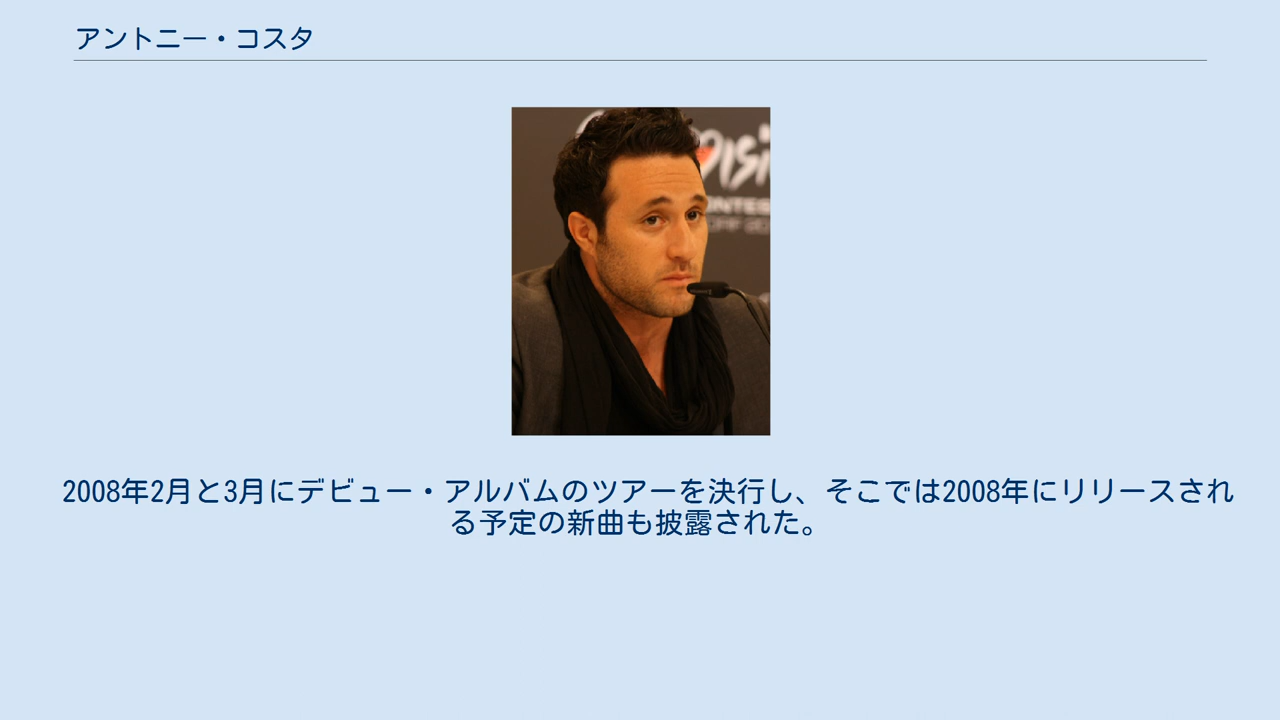 アントニー・コスタ
ISI
ONTES
2008年2月と3月にデビュー・アルバムのツアーを決行し、そこでは2008年にリリースされ
る予定の新曲も披露された。